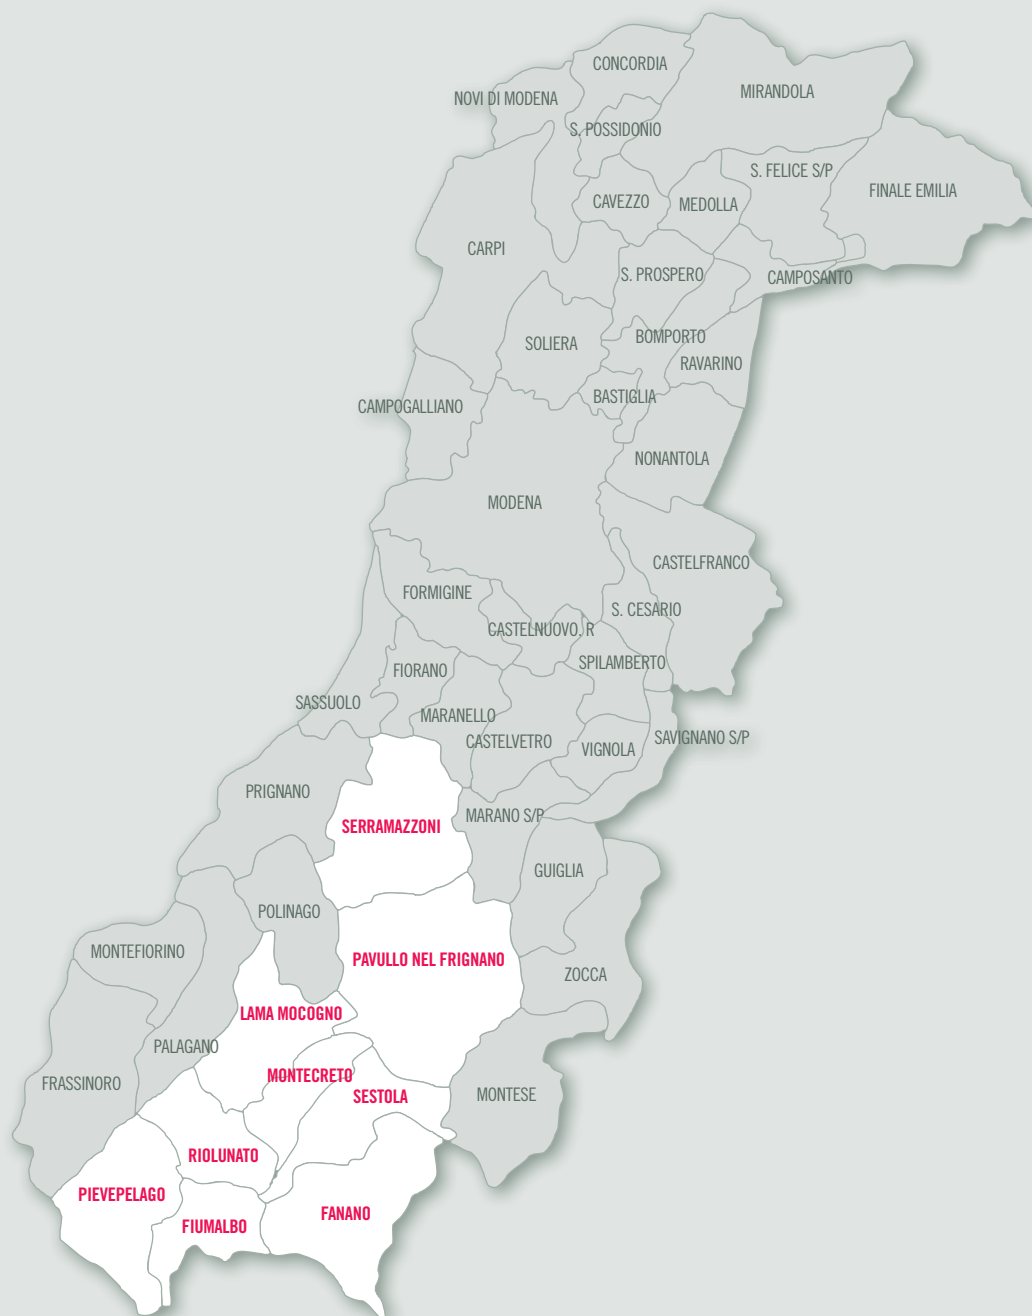 CONCORDIA
MIRANDOLA
NOVI DI MODENA
S. POSSIDONIO
S. FELICE S/P
FINALE EMILIA
CAVEZZO
MEDOLLA
CARPI
S. PROSPERO
CAMPOSANTO
SOLIERA
BOMPORTO
RAVARINO
BASTIGLIA
CAMPOGALLIANO
NONANTOLA
MODENA
CASTELFRANCO
FORMIGINE
S. CESARIO
CASTELNUOVO. R
SPILAMBERTO
FIORANO
SASSUOLO
MARANELLO
CASTELVETRO
SAVIGNANO S/P
VIGNOLA
PRIGNANO
MARANO S/P
SERRAMAZZONI
GUIGLIA
POLINAGO
MONTEFIORINO
PAVULLO NEL FRIGNANO
ZOCCA
LAMA MOCOGNO
PALAGANO
MONTECRETO
FRASSINORO
SESTOLA
MONTESE
RIOLUNATO
PIEVEPELAGO
FANANO
FIUMALBO